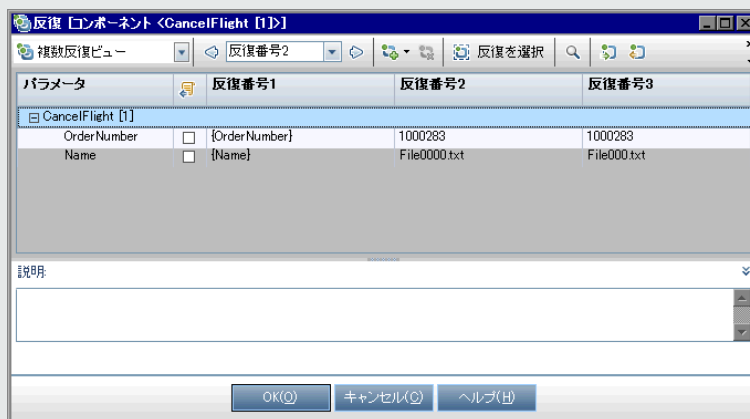 反復 [コンポーネント <CancelFlight [1]>]
複数反復ビュー 反復番号2 反復を選択
パラメータ 反復番号1 反復番号2 反復番号3
CancelFlight [1]
OrderNumber {OrderNumber} 1000283 1000283
Name {Name} File0000.txt File000.txt
説明:
OK(O) キャンセル(C) ヘルプ(H)